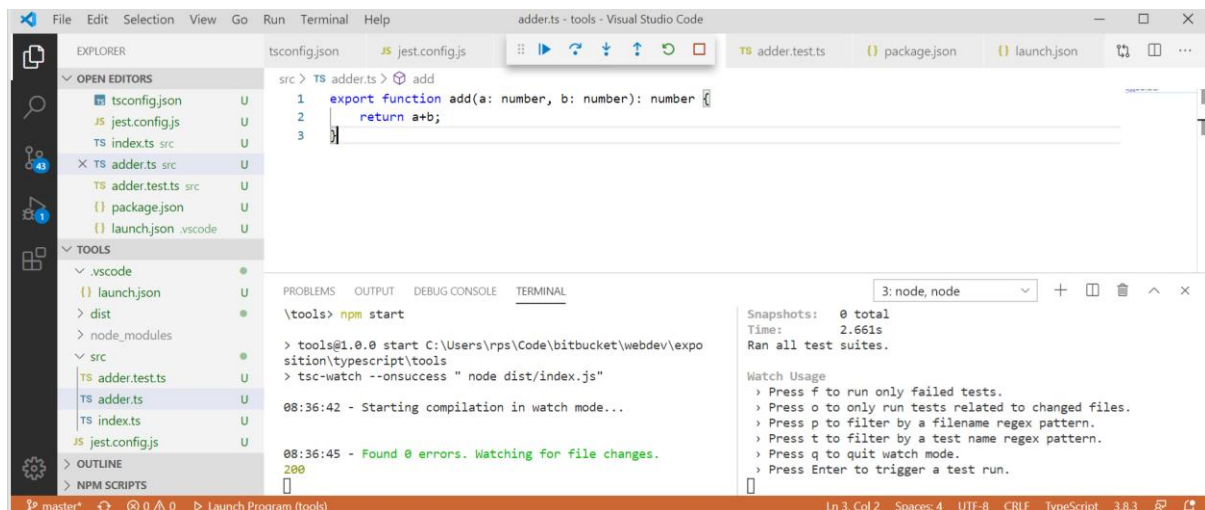 File Edit Selection View Go Run Terminal Help adder.ts - tools - Visual Studio Code
EXPLORER
tsconfig.json JS jest.config.js TS adder.test.ts {} package.json {} launch.json
OPEN EDITORS
tsconfig.json U
JS jest.config.js U
TS index.ts src U
TS adder.ts src U
TS adder.test.ts src U
{} package.json U
{} launch.json .vscode U
43
1
TOOLS
.vscode
{} launch.json U
> dist
> node_modules
src
TS adder.test.ts U
TS adder.ts U
TS index.ts U
JS jest.config.js U
> OUTLINE
> NPM SCRIPTS
src > TS adder.ts > add
1 export function add(a: number, b: number): number {
2 return a+b;
3 }
PROBLEMS OUTPUT DEBUG CONSOLE TERMINAL 3: node, node
\tools> npm start
> tools@1.0.0 start C:\Users\rps\Code\bitbucket\webdev\expo
sition\typescript\tools
> tsc-watch --onsuccess " node dist/index.js"
08:36:42 - Starting compilation in watch mode...
08:36:45 - Found 0 errors. Watching for file changes.
200
Snapshots: 0 total
Time: 2.661s
Ran all test suites.
Watch Usage
› Press f to run only failed tests.
› Press o to only run tests related to changed files.
› Press p to filter by a filename regex pattern.
› Press t to filter by a test name regex pattern.
› Press q to quit watch mode.
› Press Enter to trigger a test run.
master* 0 0 Launch Program (tools) Ln 3, Col 2 Spaces: 4 UTF-8 CRLF TypeScript 3.8.3